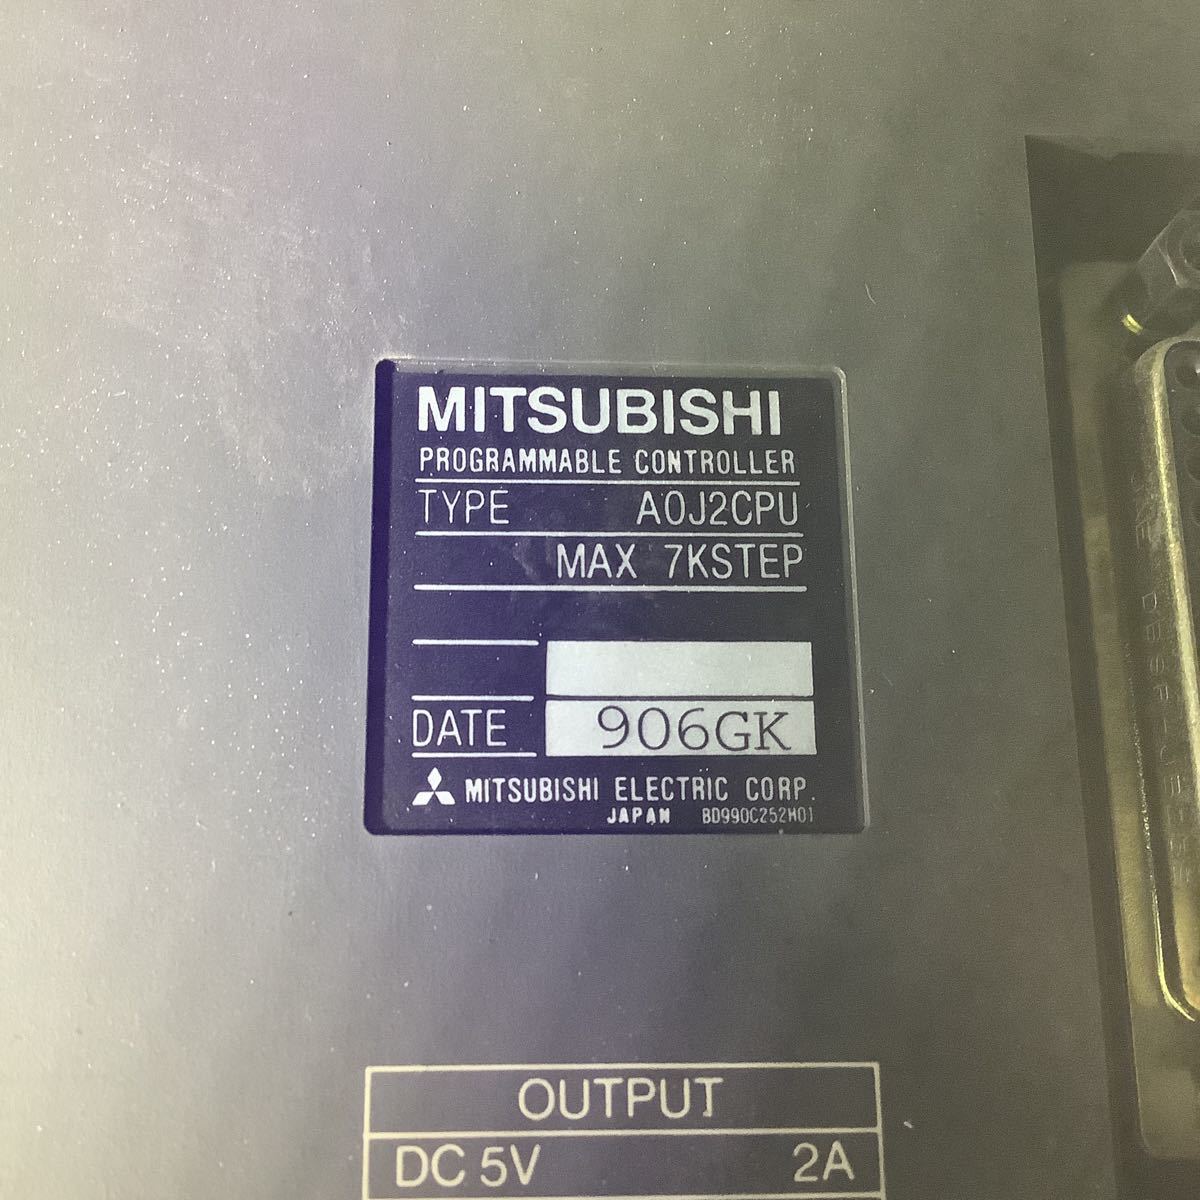 MITSUBISHI
PROGRAMMABLE CONTROLLER
TYPE A0J2CPU
MAX 7KSTEP
DATE 906GK
MITSUBISHI ELECTRIC CORP.
JAPAN BD990C252H01
OUTPUT
DC 5V 2A